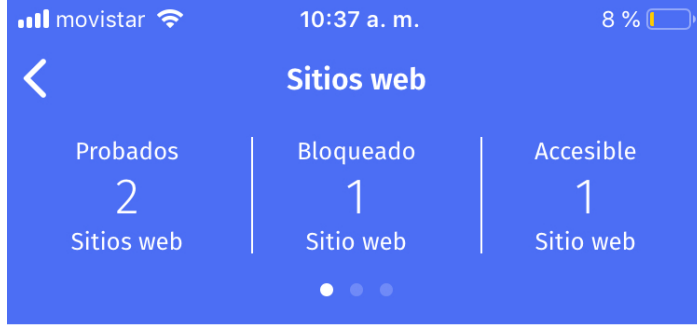 movistar 10:37 a. m. 8 %
Sitios web
Probados Bloqueado Accesible
2 1 1
Sitios web Sitio web Sitio web